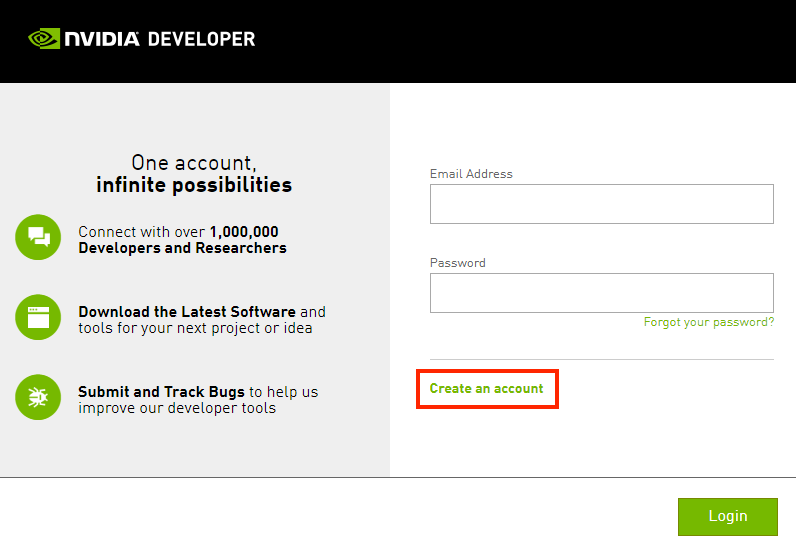 NVIDIA DEVELOPER
One account,
infinite possibilities
Connect with over 1,000,000
Developers and Researchers
Download the Latest Software and
tools for your next project or idea
Submit and Track Bugs to help us
improve our developer tools
Email Address
Password
Forgot your password?
Create an account
Login